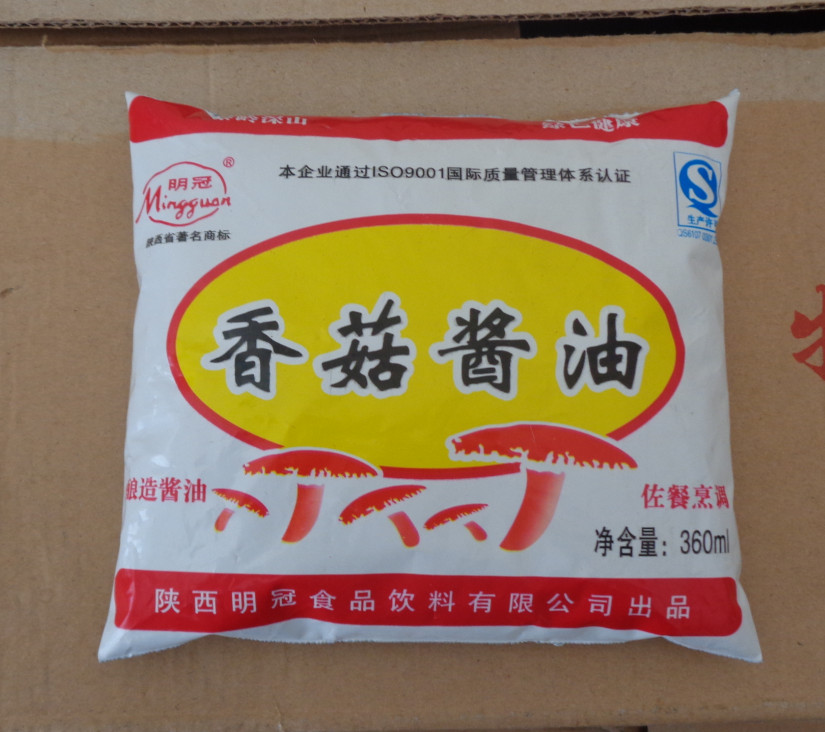 本企业通过ISO9001国际质量管理体系认证
明冠
Mingguan
®
陕西省著名商标
S
生产许
香菇酱油
酿造酱油
佐餐烹调
净含量：360ml
陕西明冠食品饮料有限公司出品